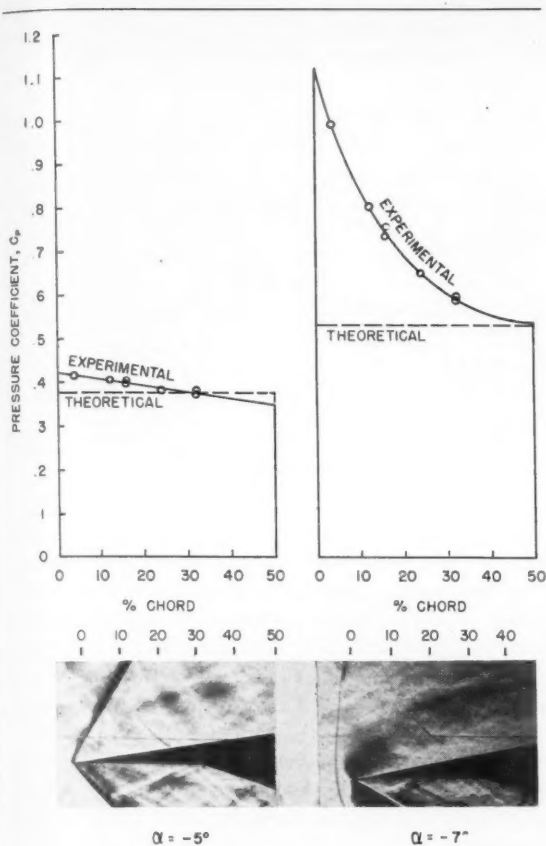 1.2
1.1
1.0
.9
.8
.7
.6
.5
.4
.3
.2
.1
0
PRESSURE COEFFICIENT, Cₚ
EXPERIMENTAL
THEORETICAL
0 10 20 30 40 50
% CHORD
EXPERIMENTAL
THEORETICAL
0 10 20 30 40 50
% CHORD
0 10 20 30 40 50
0 10 20 30 40
α = -5°
α = -7°